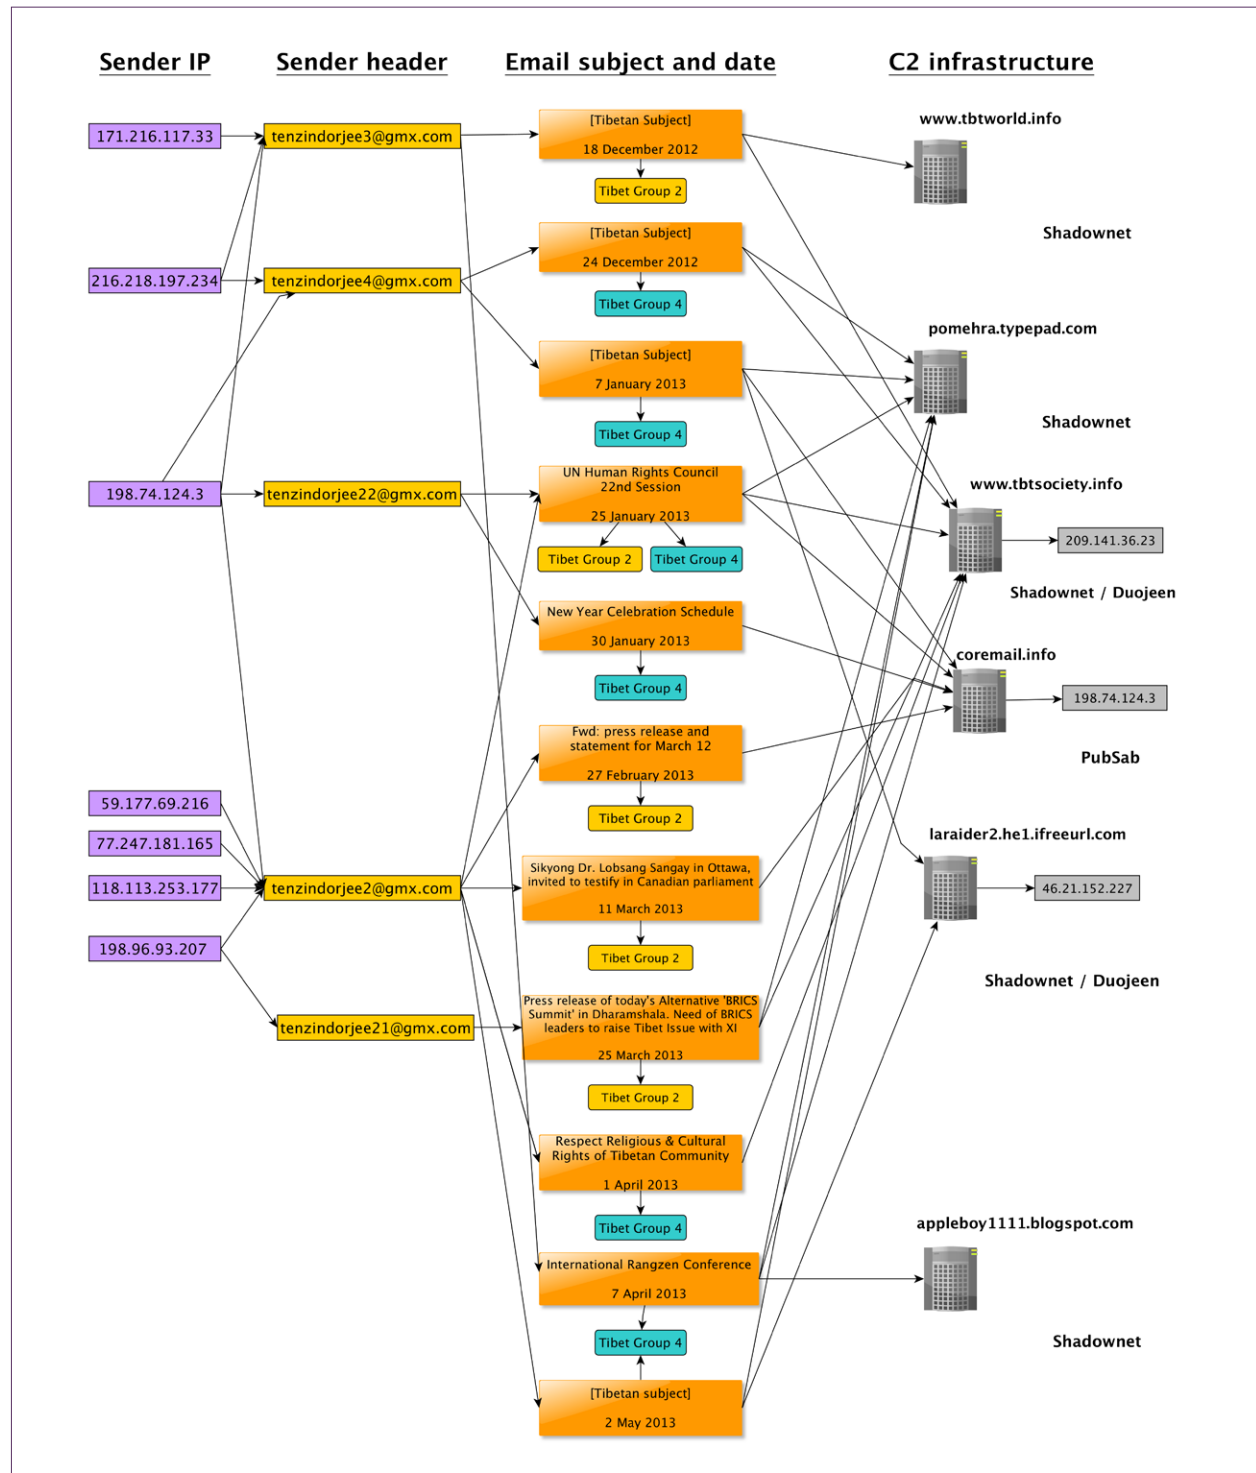 Sender IP
Sender header
Email subject and date
C2 infrastructure
171.216.117.33
216.218.197.234
198.74.124.3
59.177.69.216
77.247.181.165
118.113.253.177
198.96.93.207
tenzindorjee3@gmx.com
tenzindorjee4@gmx.com
tenzindorjee22@gmx.com
tenzindorjee2@gmx.com
tenzindorjee21@gmx.com
[Tibetan Subject]
18 December 2012
Tibet Group 2
[Tibetan Subject]
24 December 2012
Tibet Group 4
[Tibetan Subject]
7 January 2013
Tibet Group 4
UN Human Rights Council
22nd Session
25 January 2013
Tibet Group 2
Tibet Group 4
New Year Celebration Schedule
30 January 2013
Tibet Group 4
Fwd: press release and
statement for March 12
27 February 2013
Tibet Group 2
Sikyong Dr. Lobsang Sangay in Ottawa,
invited to testify in Canadian parliament
11 March 2013
Tibet Group 2
Press release of today's Alternative 'BRICS
Summit' in Dharamshala. Need of BRICS
leaders to raise Tibet Issue with XI
25 March 2013
Tibet Group 2
Respect Religious & Cultural
Rights of Tibetan Community
1 April 2013
Tibet Group 4
International Rangzen Conference
7 April 2013
Tibet Group 4
[Tibetan subject]
2 May 2013
www.tbtworld.info
Shadownet
pomehra.typepad.com
Shadownet
www.tbtsociety.info
209.141.36.23
Shadownet / Duojeen
coremail.info
198.74.124.3
PubSab
laraider2.he1.ifreeurl.com
46.21.152.227
Shadownet / Duojeen
appleboy1111.blogspot.com
Shadownet